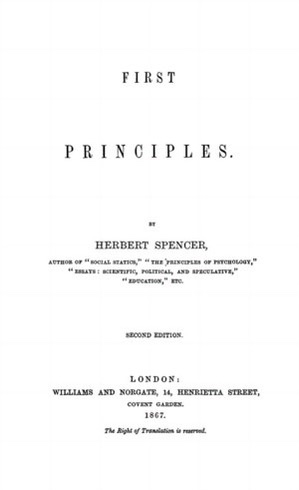 FIRST
PRINCIPLES.
BY
HERBERT SPENCER,
AUTHOR OF "SOCIAL STATICS," "THE PRINCIPLES OF PSYCHOLOGY,"
"ESSAYS: SCIENTIFIC, POLITICAL, AND SPECULATIVE,"
"EDUCATION," ETC.
SECOND EDITION.
LONDON:
WILLIAMS AND NORGATE, 14, HENRIETTA STREET,
COVENT GARDEN.
1867.
The Right of Translation is reserved.